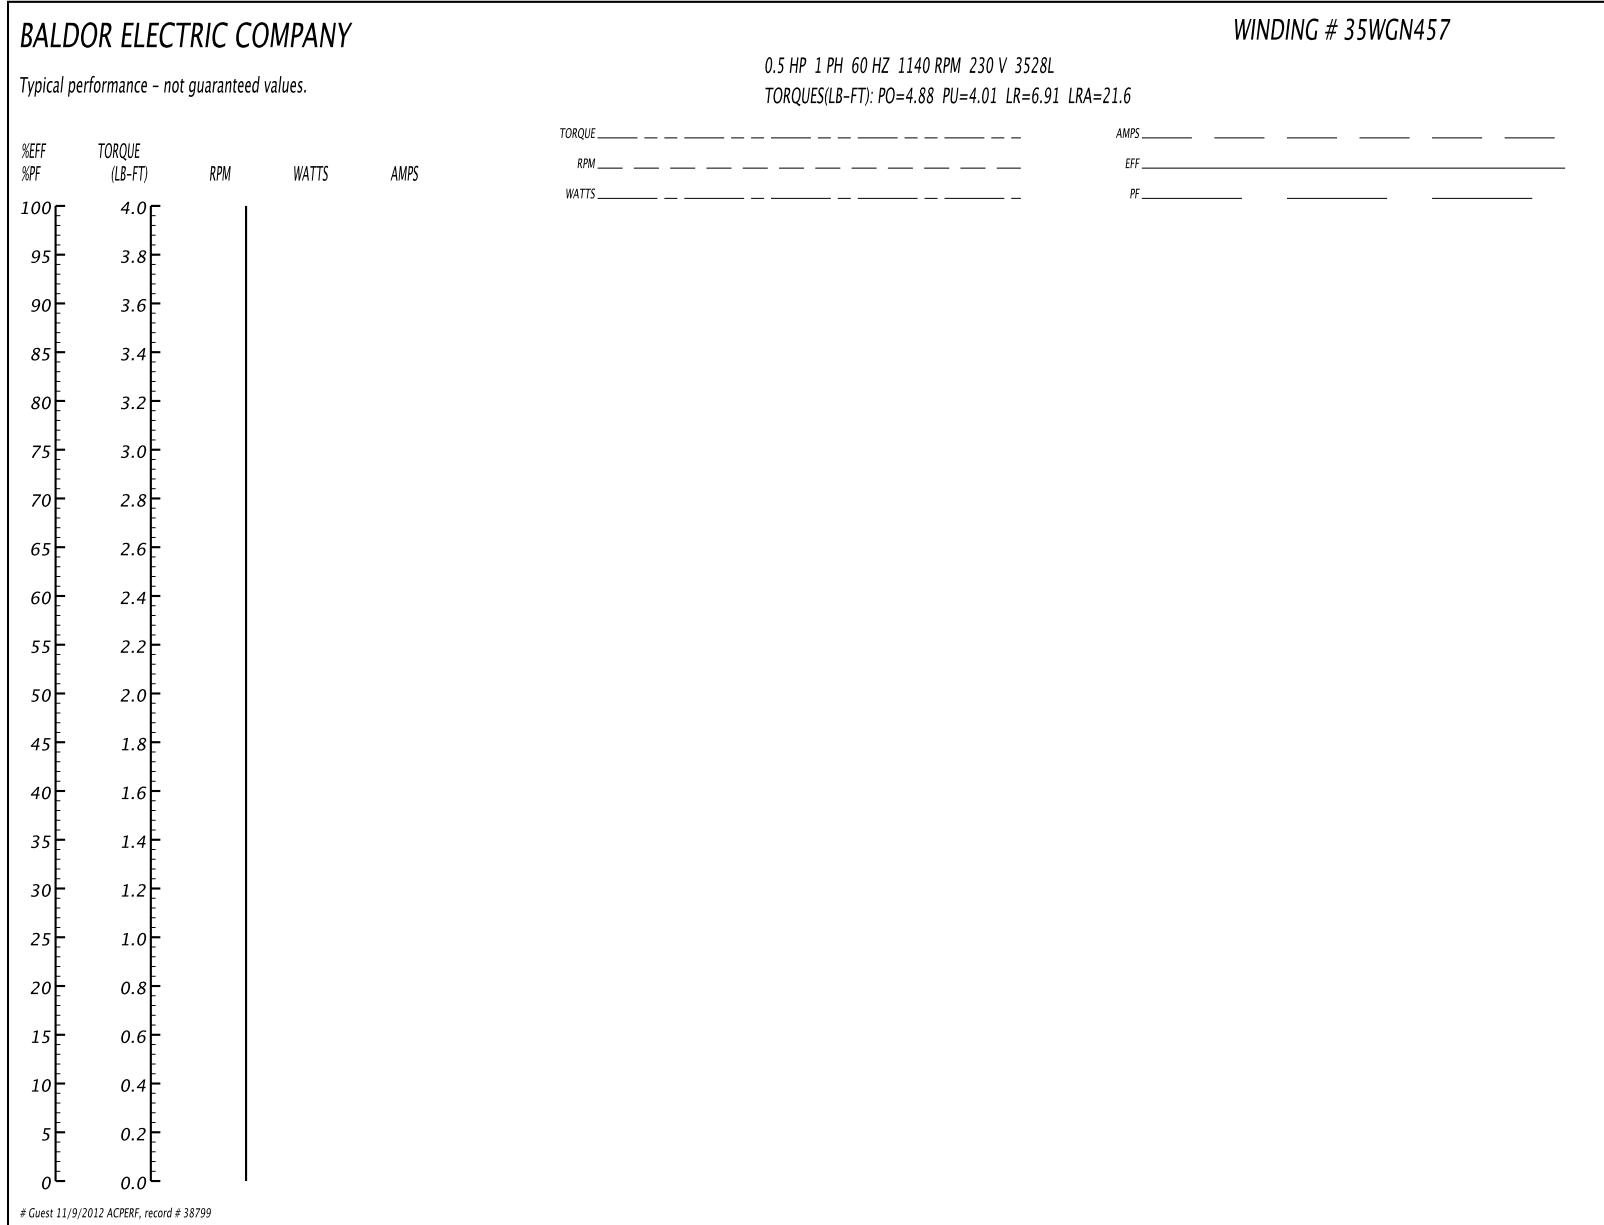 BALDOR ELECTRIC COMPANY
WINDING # 35WGN457
Typical performance - not guaranteed values.
0.5 HP 1 PH 60 HZ 1140 RPM 230 V 3528L
TORQUES(LB-FT): PO=4.88 PU=4.01 LR=6.91 LRA=21.6
TORQUE
AMPS
RPM
EFF
WATTS
PF
%EFF TORQUE
%PF (LB-FT) RPM WATTS AMPS
100 4.0
95 3.8
90 3.6
85 3.4
80 3.2
75 3.0
70 2.8
65 2.6
60 2.4
55 2.2
50 2.0
45 1.8
40 1.6
35 1.4
30 1.2
25 1.0
20 0.8
15 0.6
10 0.4
5 0.2
0 0.0
# Guest 11/9/2012 ACPERF, record # 38799